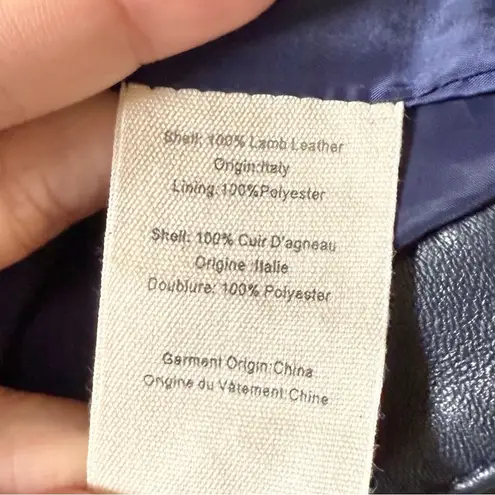 Shell: 100% Lamb Leather
Origin:Italy
Lining:100%Polyester
Shell: 100% Cuir D'agneau
Origine :Italie
Doublure: 100% Polyester
Garment Origin:China
Origine du Vàtement:Chine